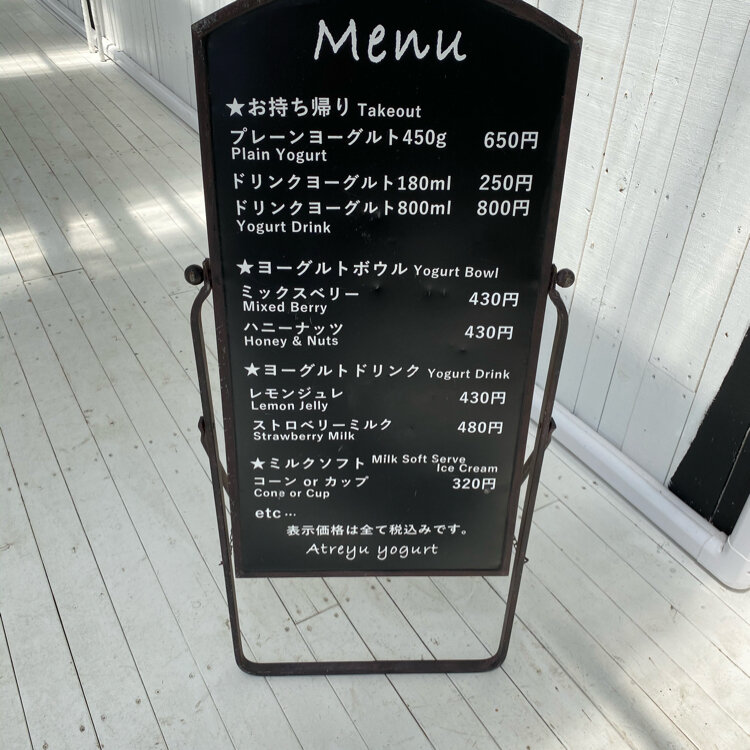 Menu
★お持ち帰り Takeout
プレーンヨーグルト450g 650円
Plain Yogurt
ドリンクヨーグルト180ml 250円
ドリンクヨーグルト800ml 800円
Yogurt Drink
★ヨーグルトボウル Yogurt Bowl
ミックスベリー 430円
Mixed Berry
ハニーナッツ 430円
Honey & Nuts
★ヨーグルトドリンク Yogurt Drink
レモンジュレ 430円
Lemon Jelly
ストロベリーミルク 480円
Strawberry Milk
★ミルクソフト Milk Soft Serve
Ice Cream
コーン or カップ 320円
Cone or Cup
etc…
表示価格は全て税込みです。
Atreyu yogurt